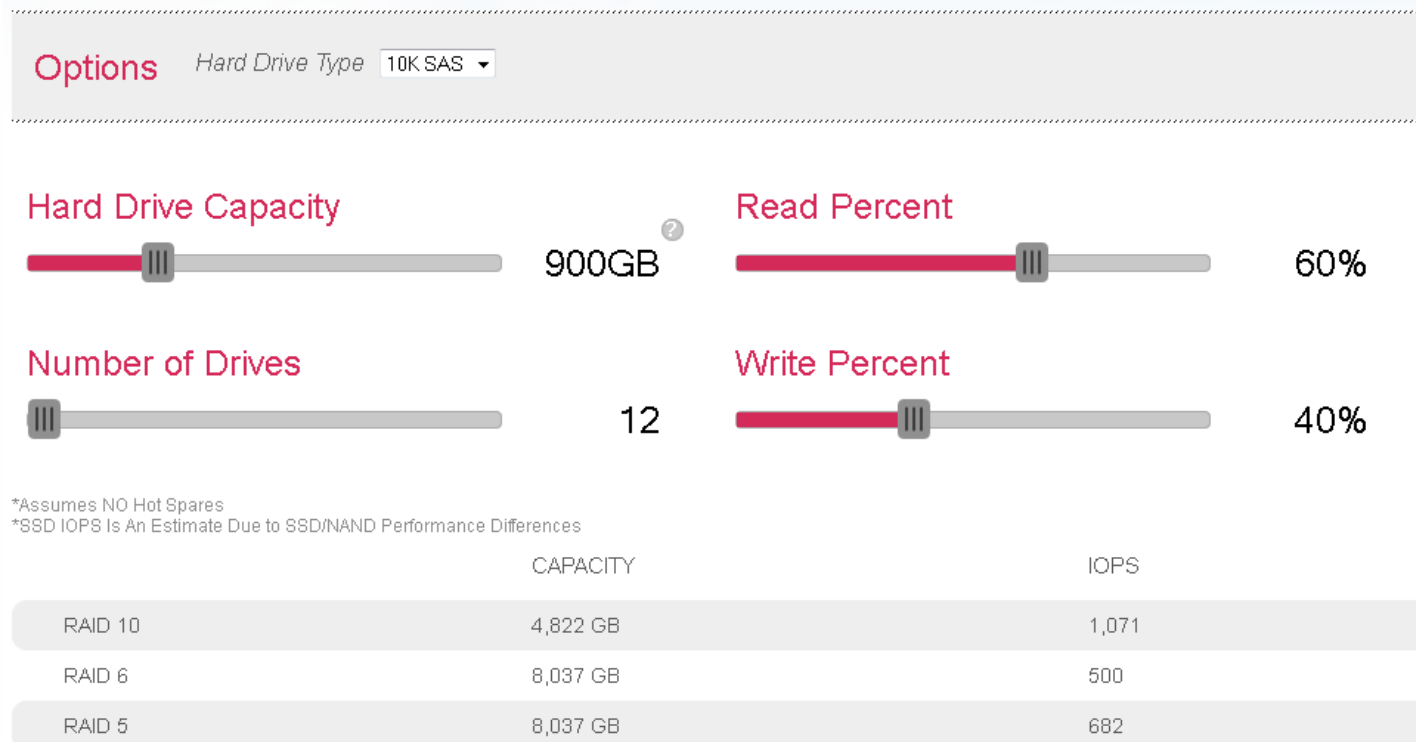 Options Hard Drive Type 10K SAS
Hard Drive Capacity
900GB ?
Read Percent
60%
Number of Drives
12
Write Percent
40%
*Assumes NO Hot Spares
*SSD IOPS Is An Estimate Due to SSD/NAND Performance Differences
CAPACITY IOPS
RAID 10 4,822 GB 1,071
RAID 6 8,037 GB 500
RAID 5 8,037 GB 682